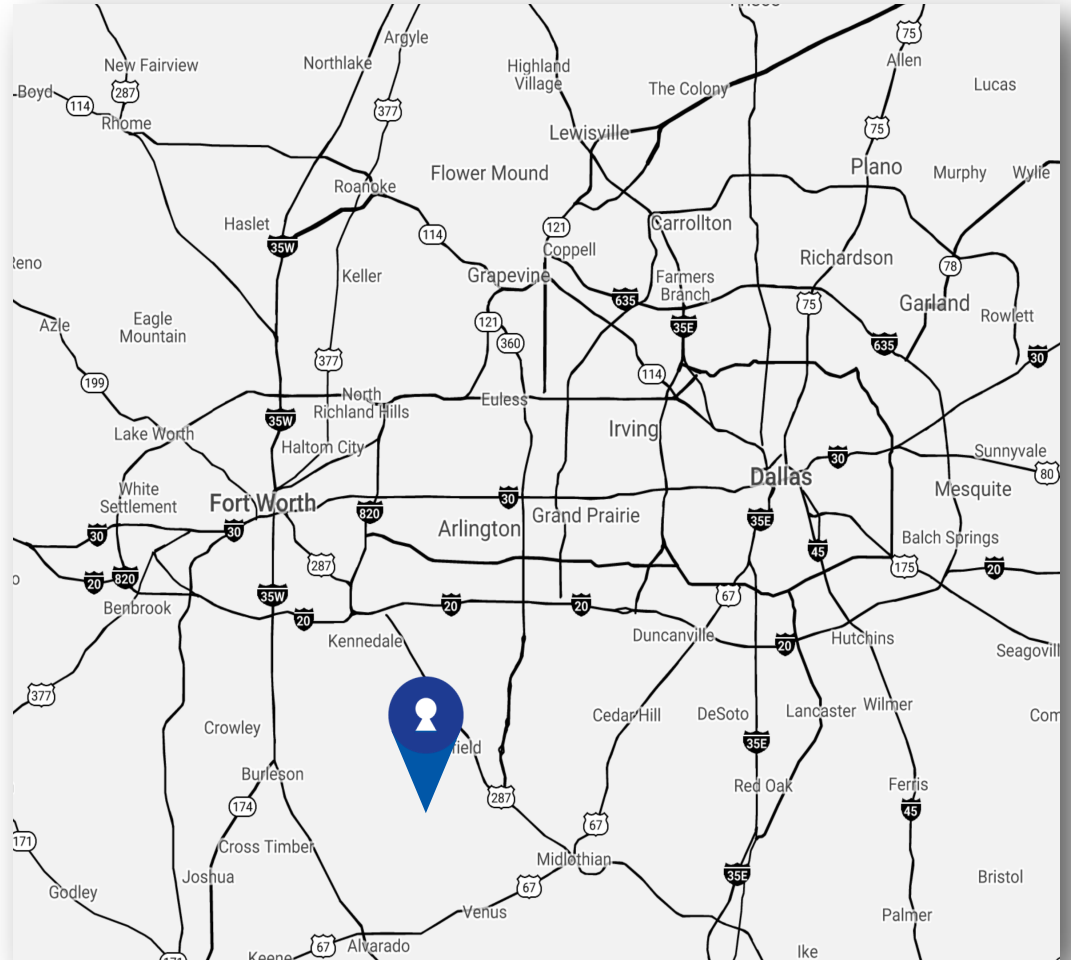 Argyle
75
New Fairview
Northlake
Highland
Village
Allen
287
The Colony
Lucas
Boyd
114
377
Rhome
75
Lewisville
Flower Mound
Plano
Murphy
Wylie
Roanoke
Haslet
121
Carrollton
114
35W
Coppell
Richardson
78
Keller
Grapevine
Farmers
Branch
635
75
Garland
Rowlett
Azle
Eagle
Mountain
121
35E
360
635
30
377
114
199
North
Richland Hills
Euless
35W
Irving
Lake Worth
Haltom City
Sunnyvale
30
80
Dallas
White
Settlement
Fort Worth
30
Mesquite
820
Grand Prairie
35E
Arlington
30
30
Balch Springs
45
287
175
20
20
820
35W
67
Benbrook
20
20
20
Kennedale
Duncanville
Hutchins
20
377
Cedar Hill
DeSoto
Lancaster
Wilmer
Crowley
35E
Burleson
Red Oak
Ferris
287
174
45
67
171
Cross Timber
Midlothian
35E
Joshua
67
Bristol
Godley
Venus
Palmer
67
Alvarado
Ike